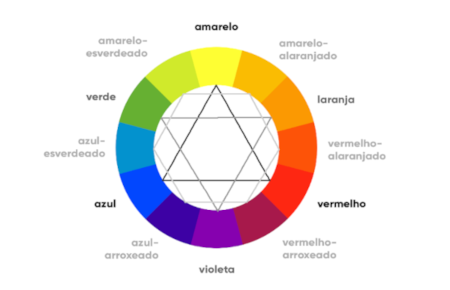 amarelo
amarelo-
esverdeado
amarelo-
alaranjado
verde
laranja
azul-
esverdeado
vermelho-
alaranjado
azul
vermelho
azul-
arroxeado
vermelho-
arroxeado
violeta